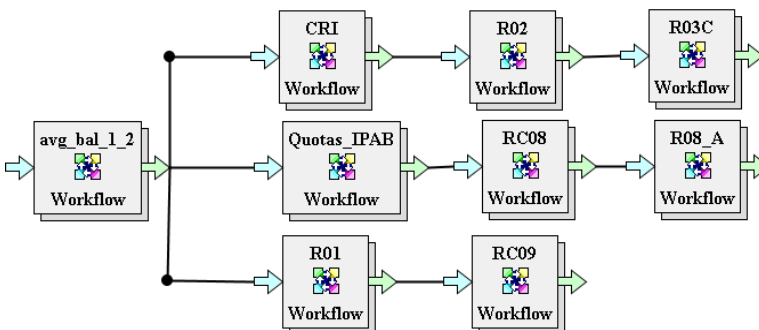 CRI
Workflow
R02
Workflow
R03C
Workflow
avg_bal_1_2
Workflow
Quotas_IPAB
Workflow
RC08
Workflow
R08_A
Workflow
R01
Workflow
RC09
Workflow